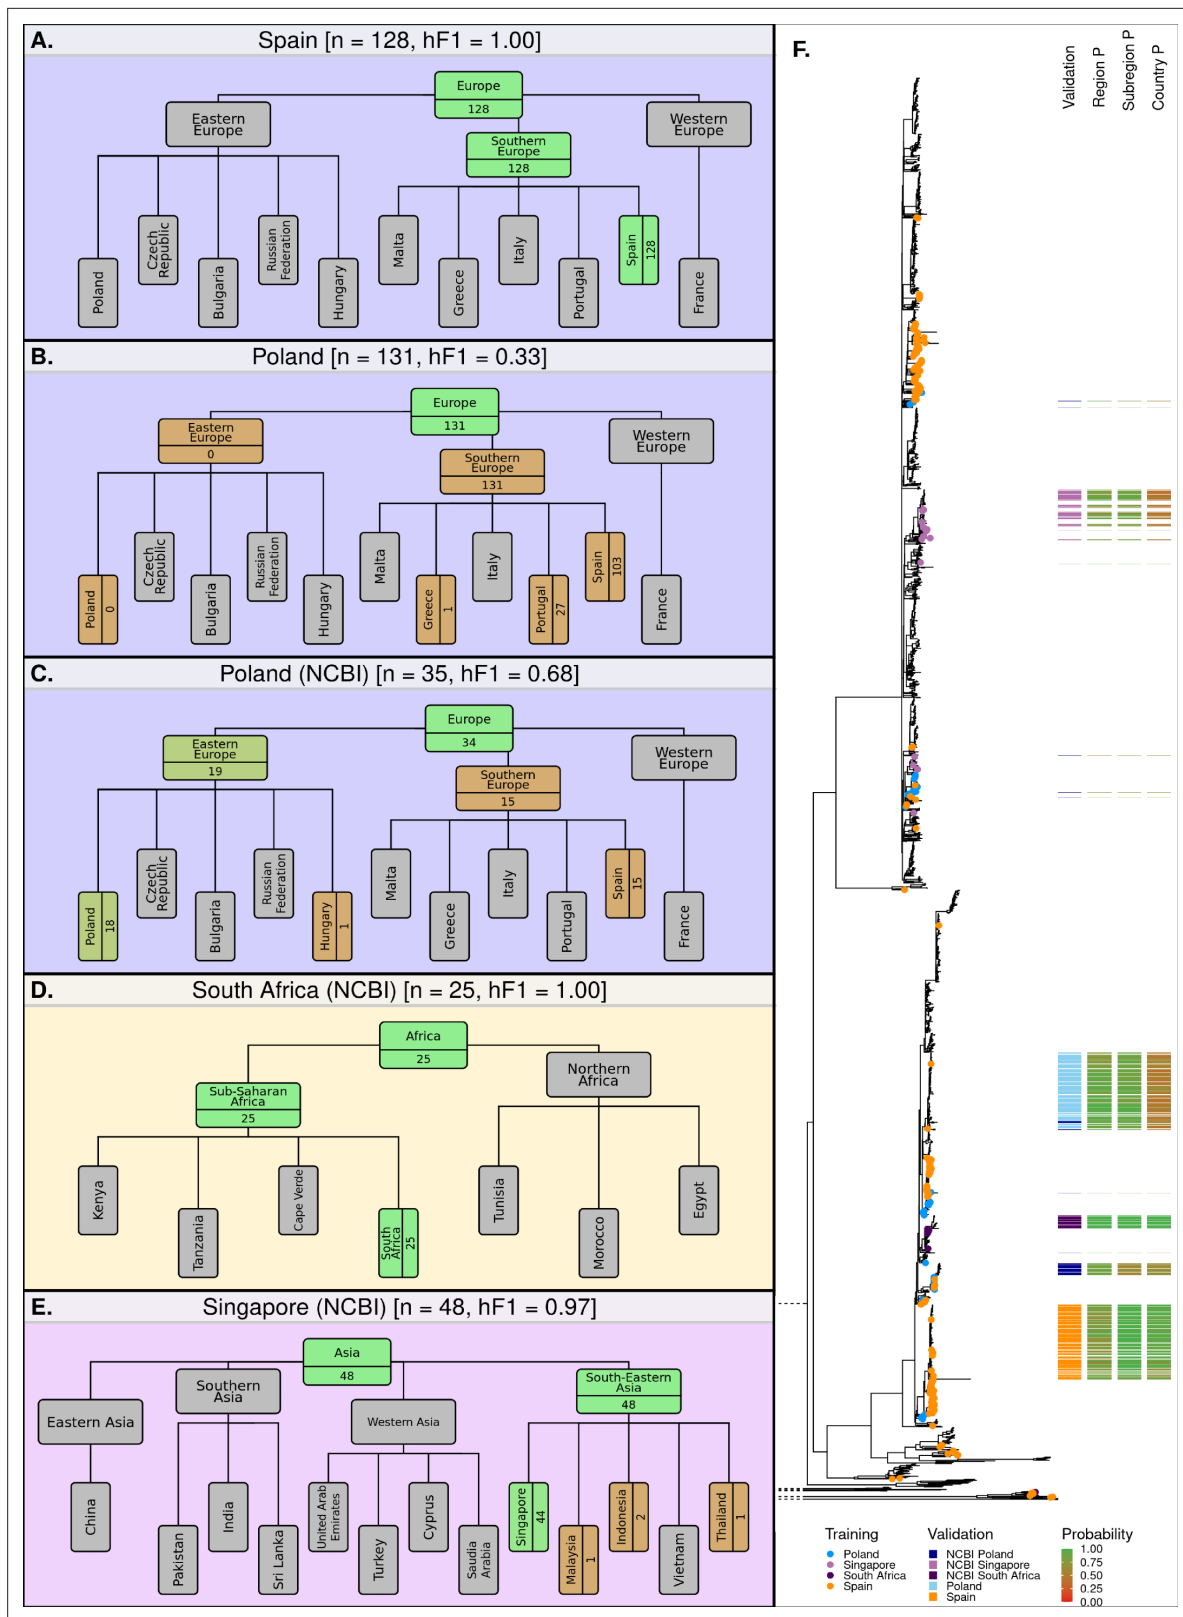 A.
Spain [n = 128, hF1 = 1.00]
Europe
128
Eastern
Europe
Western
Europe
Southern
Europe
128
Poland
Czech
Republic
Bulgaria
Russian
Federation
Hungary
Malta
Greece
Italy
Portugal
Spain
128
France
B.
Poland [n = 131, hF1 = 0.33]
Europe
131
Eastern
Europe
0
Western
Europe
Southern
Europe
131
Poland
0
Czech
Republic
Bulgaria
Russian
Federation
Hungary
Malta
Greece
1
Italy
Portugal
27
Spain
103
France
C.
Poland (NCBI) [n = 35, hF1 = 0.68]
Europe
34
Eastern
Europe
19
Western
Europe
Southern
Europe
15
Poland
18
Czech
Republic
Bulgaria
Russian
Federation
Hungary
1
Malta
Greece
Italy
Portugal
Spain
15
France
D.
South Africa (NCBI) [n = 25, hF1 = 1.00]
Africa
25
Northern
Africa
Sub-Saharan
Africa
25
Kenya
Tanzania
Cape Verde
South
Africa
25
Tunisia
Morocco
Egypt
E.
Singapore (NCBI) [n = 48, hF1 = 0.97]
Asia
48
Southern
Asia
South-Eastern
Asia
48
Eastern Asia
Western Asia
China
Pakistan
India
Sri Lanka
United Arab
Emirates
Turkey
Cyprus
Saudia
Arabia
Singapore
44
Malaysia
1
Indonesia
2
Vietnam
Thailand
1
F.
Validation
Region P
Subregion P
Country P
Training
Poland
Singapore
South Africa
Spain
Validation
NCBI Poland
NCBI Singapore
NCBI South Africa
Poland
Spain
Probability
1.00
0.75
0.50
0.25
0.00